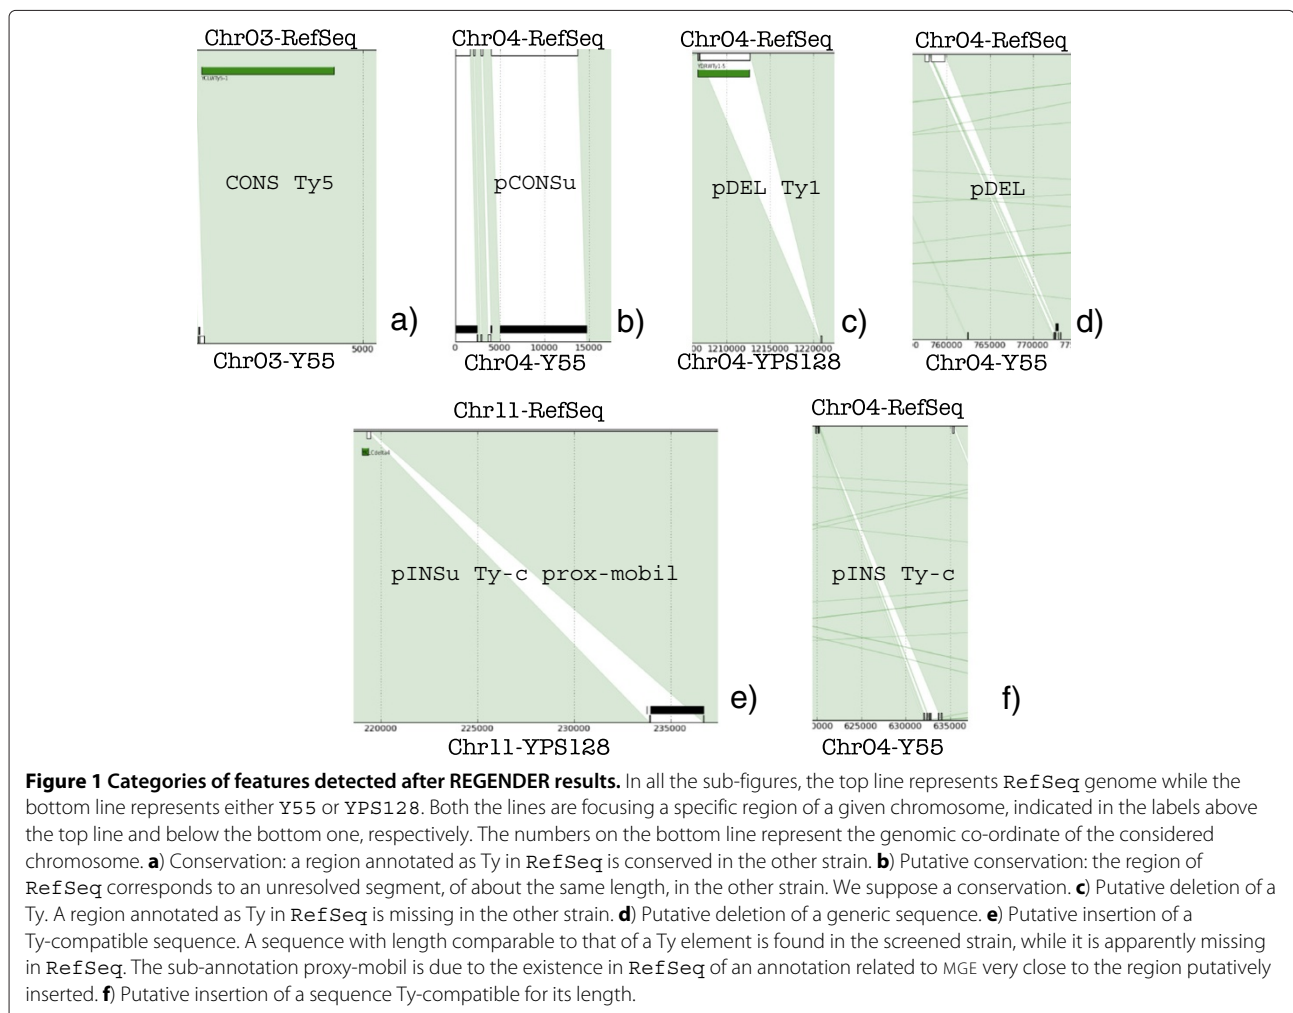 Chr03-RefSeq
Chr04-RefSeq
Chr04-RefSeq
Chr04-RefSeq
CONS Ty5
pCONSu
pDEL Ty1
pDEL
a)
b)
c)
d)
5000
0 5000 10000 15000
00 1210000 1215000 1220000
0 760000 765000 770000 77
Chr03-Y55
Chr04-Y55
Chr04-YPS128
Chr04-Y55
Chr11-RefSeq
Chr04-RefSeq
pINSu Ty-c prox-mobil
pINS Ty-c
e)
f)
220000 225000 230000 235000
0000 625000 630000 635000
Chr11-YPS128
Chr04-Y55
Figure 1 Categories of features detected after REGENDER results. In all the sub-figures, the top line represents RefSeq genome while the
bottom line represents either Y55 or YPS128. Both the lines are focusing a specific region of a given chromosome, indicated in the labels above
the top line and below the bottom one, respectively. The numbers on the bottom line represent the genomic co-ordinate of the considered
chromosome. a) Conservation: a region annotated as Ty in RefSeq is conserved in the other strain. b) Putative conservation: the region of
RefSeq corresponds to an unresolved segment, of about the same length, in the other strain. We suppose a conservation. c) Putative deletion of a
Ty. A region annotated as Ty in RefSeq is missing in the other strain. d) Putative deletion of a generic sequence. e) Putative insertion of a
Ty-compatible sequence. A sequence with length comparable to that of a Ty element is found in the screened strain, while it is apparently missing
in RefSeq. The sub-annotation proxy-mobil is due to the existence in RefSeq of an annotation related to MGE very close to the region putatively
inserted. f) Putative insertion of a sequence Ty-compatible for its length.